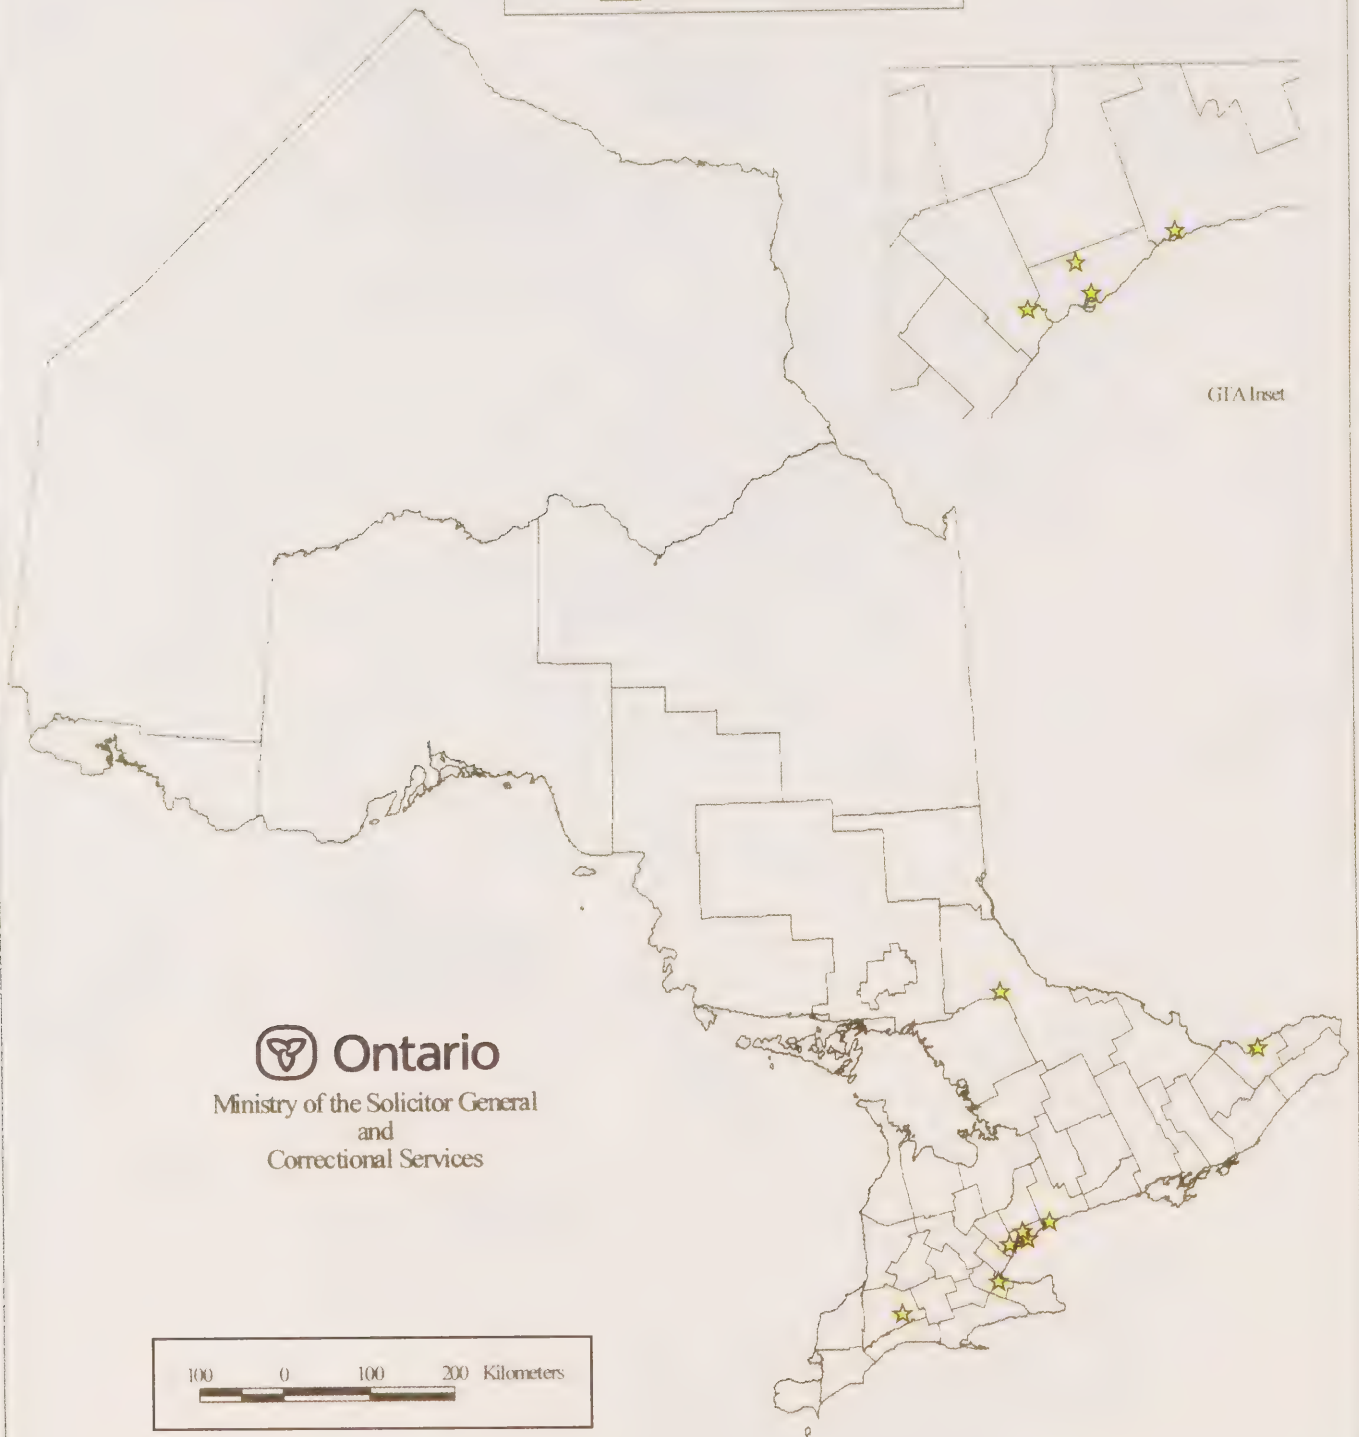 GTA Inset
Ontario
Ministry of the Solicitor General
and
Correctional Services
100 0 100 200 Kilometers